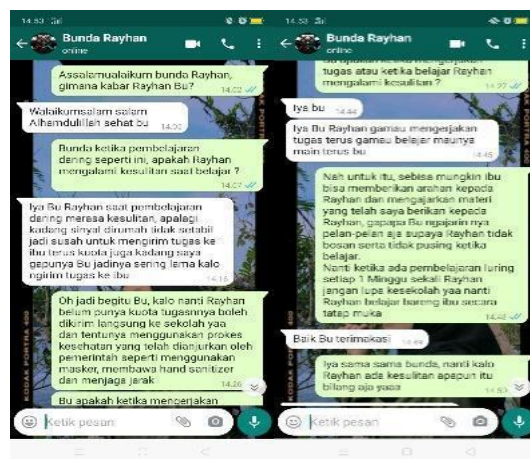 14.53
Bunda Rayhan
online
Assalamualaikum bunda Rayhan,
gimana kabar Rayhan Bu? 14.02
Walaikumsalam salam
Alhamdulillah sehat bu
Bunda ketika pembelajaran
daring seperti ini, apakah Rayhan
mengalami kesulitan saat belajar ?
14.07
Iya Bu Rayhan saat pembelajaran
daring merasa kesulitan, apalagi
kadang sinyal dirumah tidak setabil
jadi susah untuk mengirim tugas ke
ibu terus kuota juga kadang saya
gapunya Bu jadinya sering lama kalo
ngirim tugas ke ibu
Oh jadi begitu Bu, kalo nanti Rayhan
belum punya kuota tugasnnya boleh
dikirim langsung ke sekolah yaa
dan tentunya menggunakan prokes
kesehatan yang telah dianjurkan oleh
pemerintah seperti menggunakan
masker, membawa hand sanitizer
dan menjaga jarak 14.26
Bu apakah ketika mengerjakan
Ketik pesan
14.53
Bunda Rayhan
online
tugas atau ketika belajar Rayhan
mengalami kesulitan ? 14.27
Iya bu 14.44
Iya Bu Rayhan gamau mengerjakan
tugas terus gamau belajar maunya
main terus bu 14.45
Nah untuk itu, sebisa mungkin ibu
bisa memberikan arahan kepada
Rayhan dan mengajarkan materi
yang telah saya berikan kepada
Rayhan, gapapa Bu ngajarin nya
pelan-pelan aja supaya Rayhan tidak
bosan serta tidak pusing ketika
belajar.
Nanti ketika ada pembelajaran luring
setiap 1 Minggu sekali Rayhan
jangan lupa kesekolah yaa nanti
Rayhan belajar bareng ibu secara
tatap muka 14.48
Baik Bu terimakasi
Iya sama sama bunda, nanti kalo
Rayhan ada kesulitan apapun itu
bilang aja yaaa 14.50
Ketik pesan